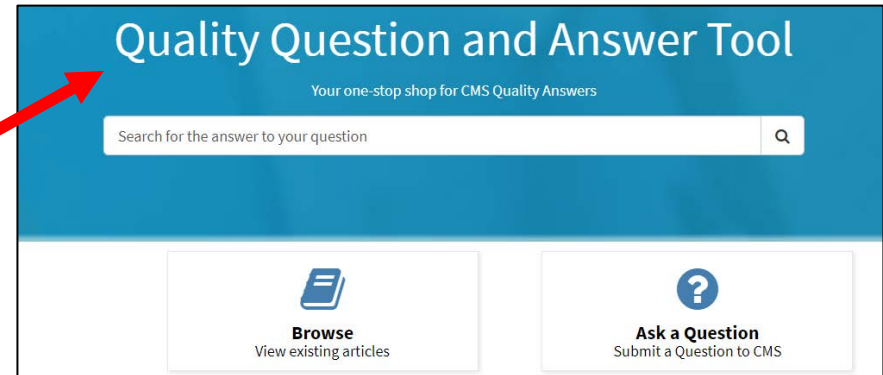 Quality Question and Answer Tool
Your one-stop shop for CMS Quality Answers
Search for the answer to your question
Browse
View existing articles
Ask a Question
Submit a Question to CMS